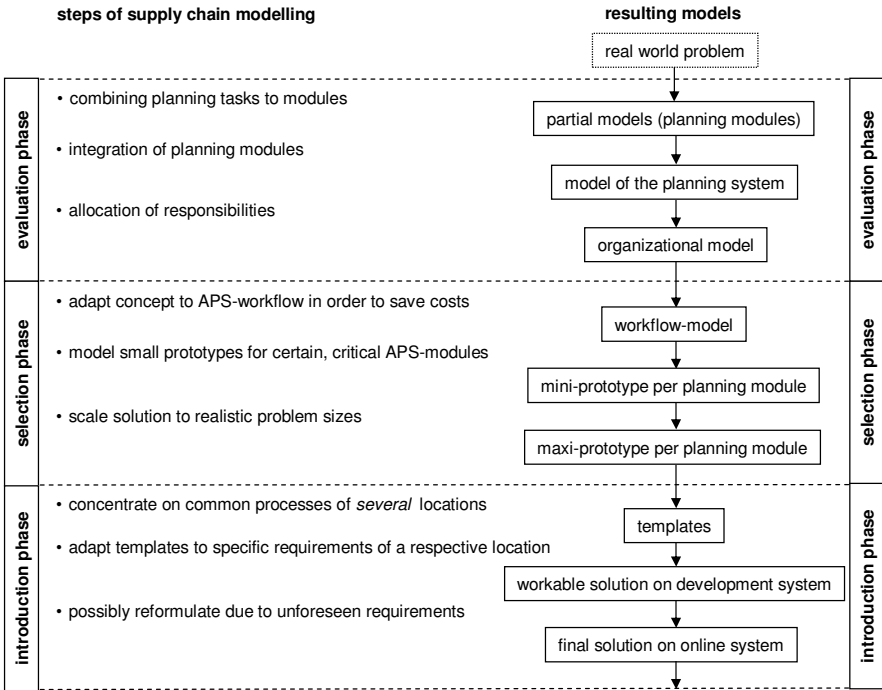 steps of supply chain modelling
resulting models
real world problem
evaluation phase
• combining planning tasks to modules
partial models (planning modules)
• integration of planning modules
model of the planning system
• allocation of responsibilities
organizational model
evaluation phase
selection phase
• adapt concept to APS-workflow in order to save costs
workflow-model
• model small prototypes for certain, critical APS-modules
mini-prototype per planning module
• scale solution to realistic problem sizes
maxi-prototype per planning module
selection phase
introduction phase
• concentrate on common processes of several locations
templates
• adapt templates to specific requirements of a respective location
workable solution on development system
• possibly reformulate due to unforeseen requirements
final solution on online system
introduction phase